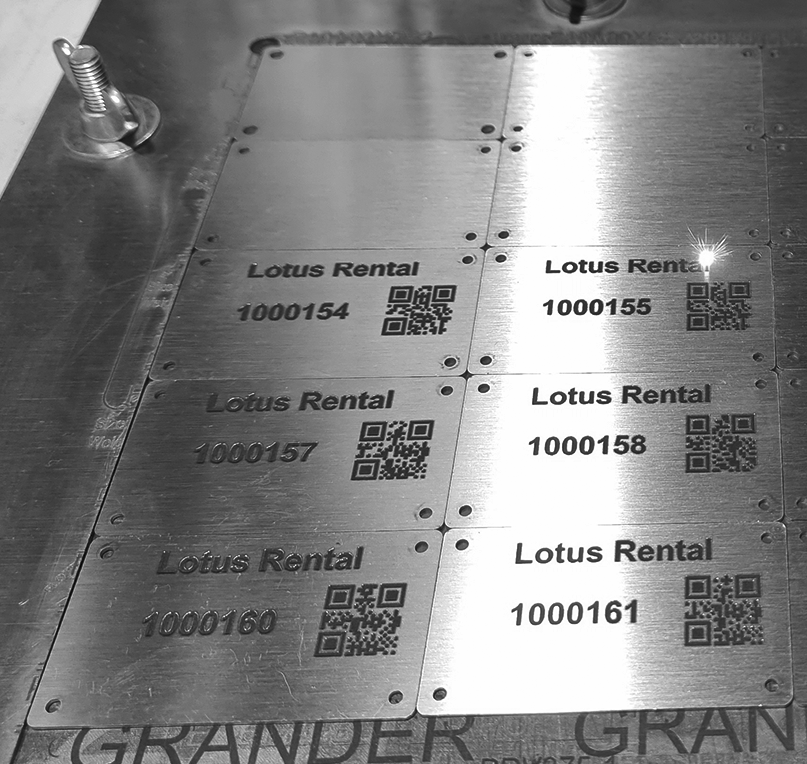 Lotus Rental
1000154
Lotus Rental
1000155
Lotus Rental
1000157
Lotus Rental
1000158
Lotus Rental
1000160
Lotus Rental
1000161
GRANDER GRAN